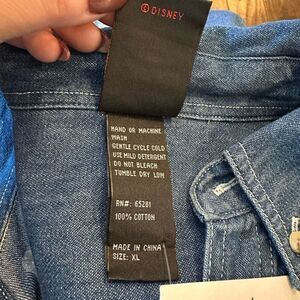 © DISNEY
HAND OR MACHINE
WASH
GENTLE CYCLE COLD
USE MILD DETERGENT
DO NOT BLEACH
TUMBLE DRY LOW
RN#: 65281
100% COTTON
MADE IN CHINA
SIZE: XL